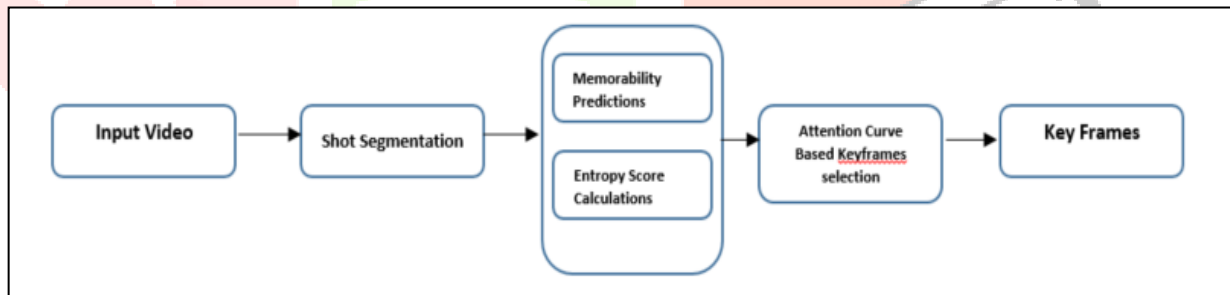 Input Video
Shot Segmentation
Memorability
Predictions
Entropy Score
Calculations
Attention Curve
Based Keyframes
selection
Key Frames